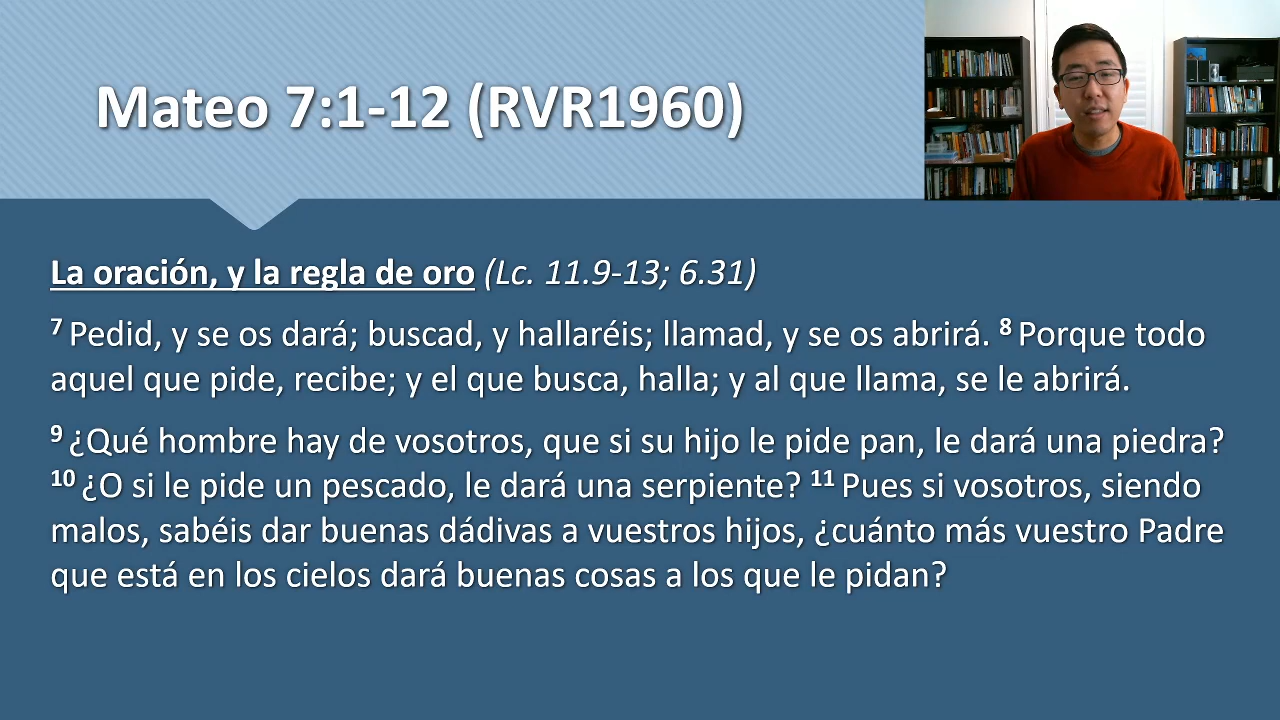 Mateo 7:1-12 (RVR1960)
La oración, y la regla de oro (Lc. 11.9-13; 6.31)
7 Pedid, y se os dará; buscad, y hallaréis; llamad, y se os abrirá. 8 Porque todo
aquel que pide, recibe; y el que busca, halla; y al que llama, se le abrirá.
9 ¿Qué hombre hay de vosotros, que si su hijo le pide pan, le dará una piedra?
10 ¿O si le pide un pescado, le dará una serpiente? 11 Pues si vosotros, siendo
malos, sabéis dar buenas dádivas a vuestros hijos, ¿cuánto más vuestro Padre
que está en los cielos dará buenas cosas a los que le pidan?